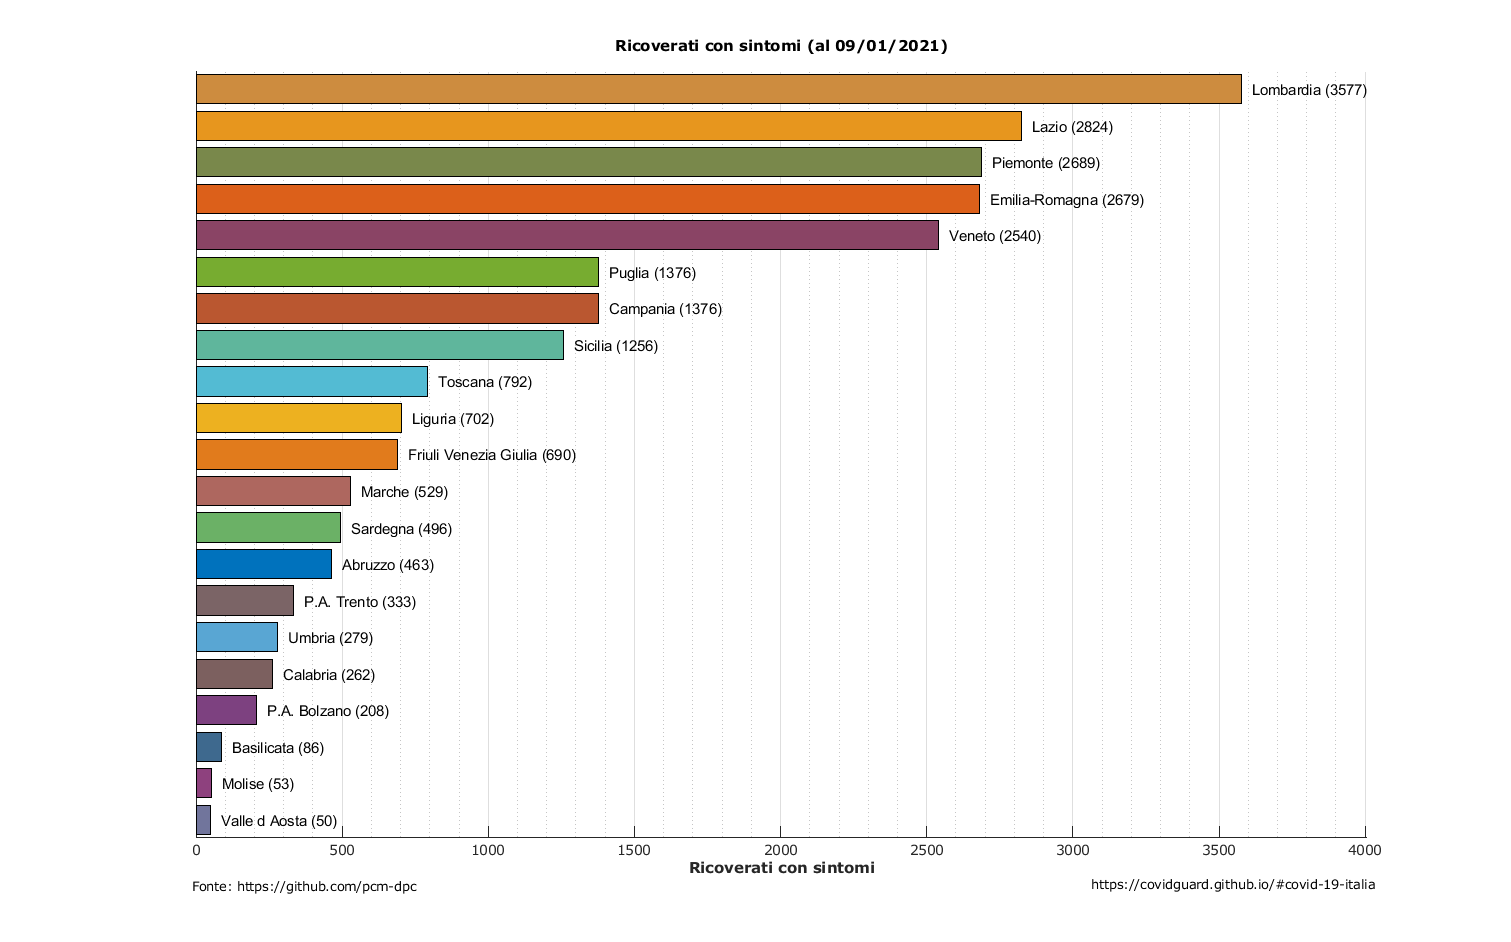 Ricoverati con sintomi (al 09/01/2021)
Lombardia (3577)
Lazio (2824)
Piemonte (2689)
Emilia-Romagna (2679)
Veneto (2540)
Puglia (1376)
Campania (1376)
Sicilia (1256)
Toscana (792)
Liguria (702)
Friuli Venezia Giulia (690)
Marche (529)
Sardegna (496)
Abruzzo (463)
P.A. Trento (333)
Umbria (279)
Calabria (262)
P.A. Bolzano (208)
Basilicata (86)
Molise (53)
Valle d Aosta (50)
0 500 1000 1500 2000 2500 3000 3500 4000
Ricoverati con sintomi
Fonte: https://github.com/pcm-dpc
https://covidguard.github.io/#covid-19-italia